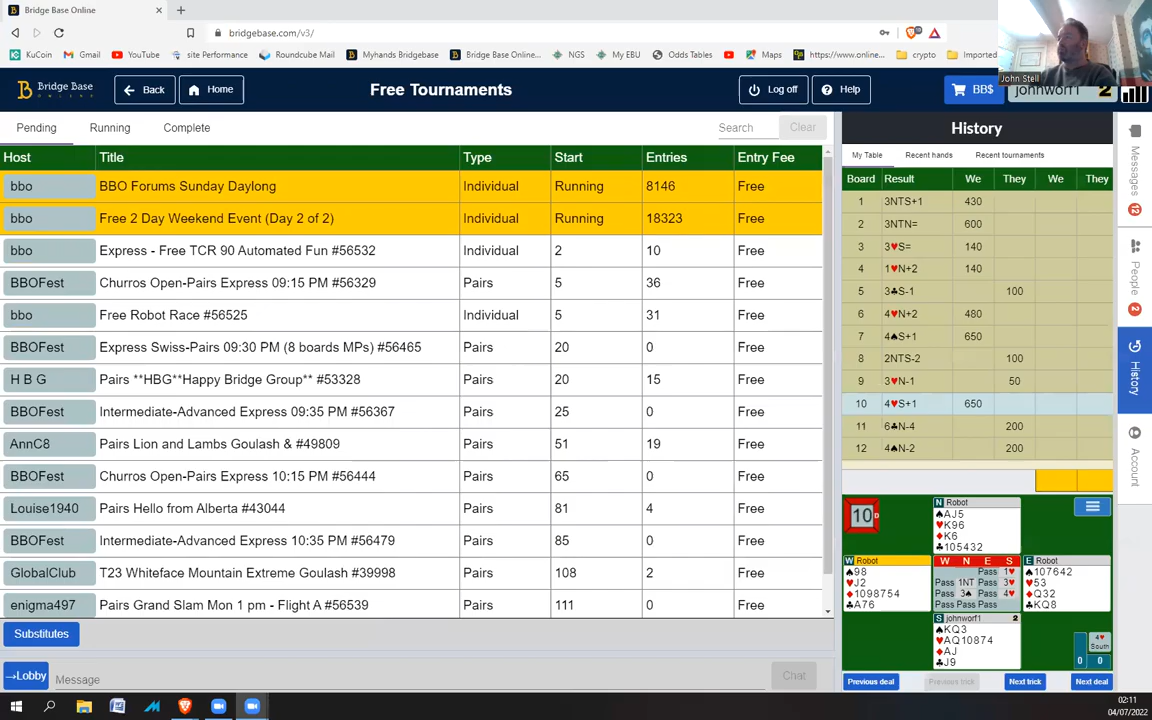 Bridge Base Online
bridgebase.com/v3/
KuCoin Gmail YouTube site Performance Roundcube Mail Myhands Bridgebase Bridge Base Online... NGS My EBU Odds Tables Maps https://www.online... crypto Imported
John Stell
Bridge Base
ONLINE
Back Home Free Tournaments Log off Help BB$ johnworf1 2
Pending Running Complete Search Clear
Host Title Type Start Entries Entry Fee
bbo BBO Forums Sunday Daylong Individual Running 8146 Free
bbo Free 2 Day Weekend Event (Day 2 of 2) Individual Running 18323 Free
bbo Express - Free TCR 90 Automated Fun #56532 Individual 2 10 Free
BBOFest Churros Open-Pairs Express 09:15 PM #56329 Pairs 5 36 Free
bbo Free Robot Race #56525 Individual 5 31 Free
BBOFest Express Swiss-Pairs 09:30 PM (8 boards MPs) #56465 Pairs 20 0 Free
H B G Pairs **HBG**Happy Bridge Group** #53328 Pairs 20 15 Free
BBOFest Intermediate-Advanced Express 09:35 PM #56367 Pairs 25 0 Free
AnnC8 Pairs Lion and Lambs Goulash & #49809 Pairs 51 19 Free
BBOFest Churros Open-Pairs Express 10:15 PM #56444 Pairs 65 0 Free
Louise1940 Pairs Hello from Alberta #43044 Pairs 81 4 Free
BBOFest Intermediate-Advanced Express 10:35 PM #56479 Pairs 85 0 Free
GlobalClub T23 Whiteface Mountain Extreme Goulash #39998 Pairs 108 2 Free
enigma497 Pairs Grand Slam Mon 1 pm - Flight A #56539 Pairs 111 0 Free
Substitutes
→Lobby Message Chat
History
My Table Recent hands Recent tournaments
Board Result We They We They
1 3NTS+1 430
2 3NTN= 600
3 3♥S= 140
4 1♥N+2 140
5 3♣S-1 100
6 4♥N+2 480
7 4♠S+1 650
8 2NTS-2 100
9 3♥N-1 50
10 4♥S+1 650
11 6♣N-4 200
12 4♠N-2 200
10 D
N Robot
♠AJ5
♥K96
♦K6
♣105432
W Robot
♠98
♥J2
♦1098754
♣A76
W N E S
Pass 1♥
Pass 1NT Pass 3♥
Pass 3♠ Pass 4♥
Pass Pass Pass
E Robot
♠107642
♥53
♦Q32
♣KQ8
S johnworf1 2
♠KQ3
♥AQ10874
♦AJ
♣J9
4♥
South
0 0
Previous deal Previous trick Next trick Next deal
Messages
12
People
2
History
Account
02:11
04/07/2022